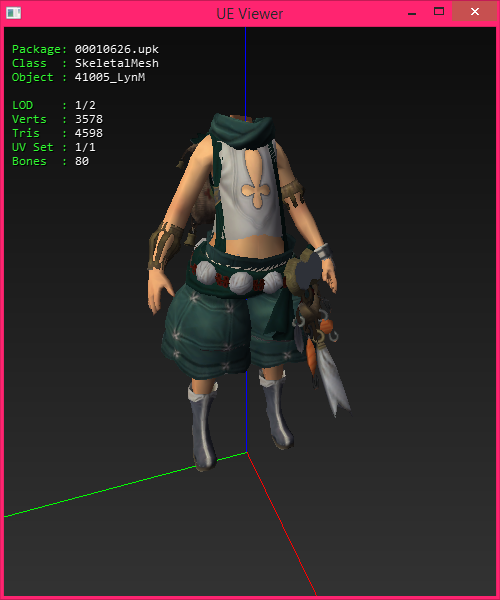 UE Viewer
Package: 00010626.upk
Class  : SkeletalMesh
Object : 41005_LynM
LOD    : 1/2
Verts  : 3578
Tris   : 4598
UV Set : 1/1
Bones  : 80